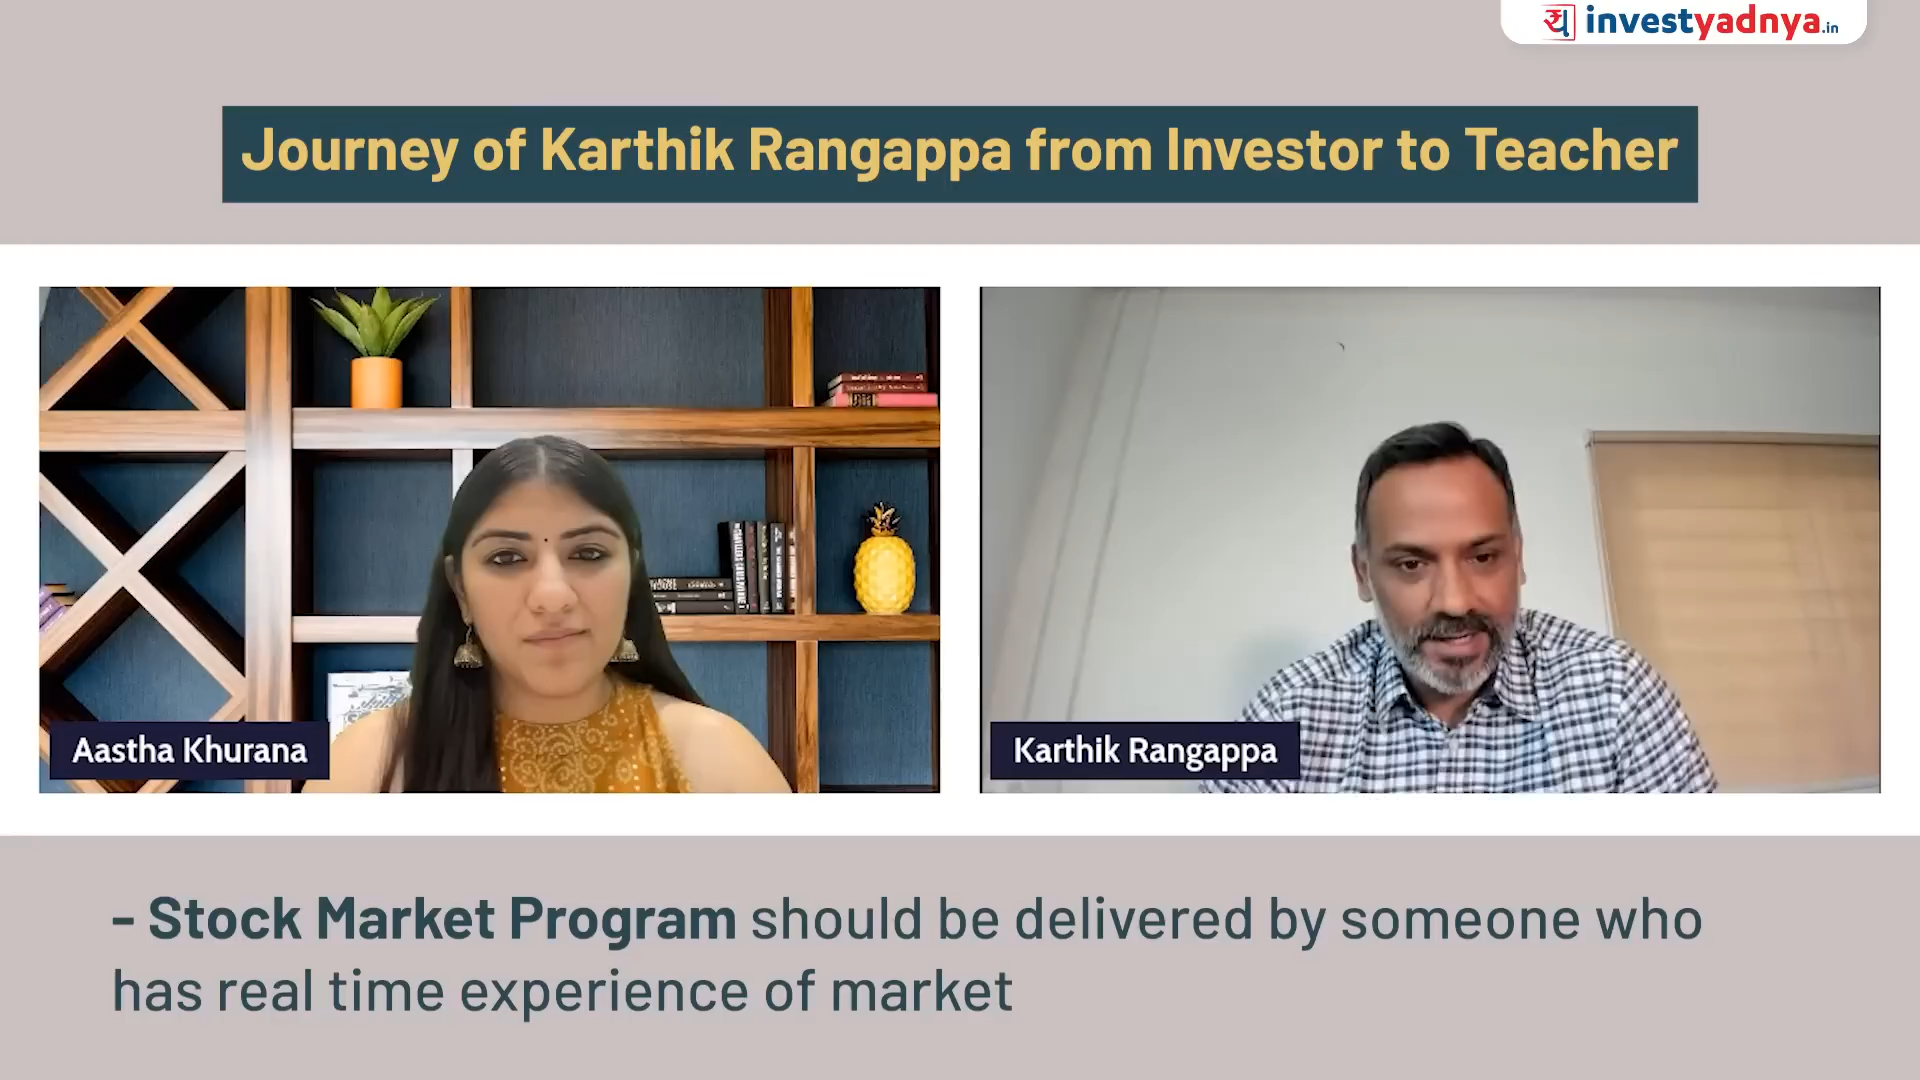 investyadnya.in
Journey of Karthik Rangappa from Investor to Teacher
Aastha Khurana
Karthik Rangappa
- Stock Market Program should be delivered by someone who
has real time experience of market